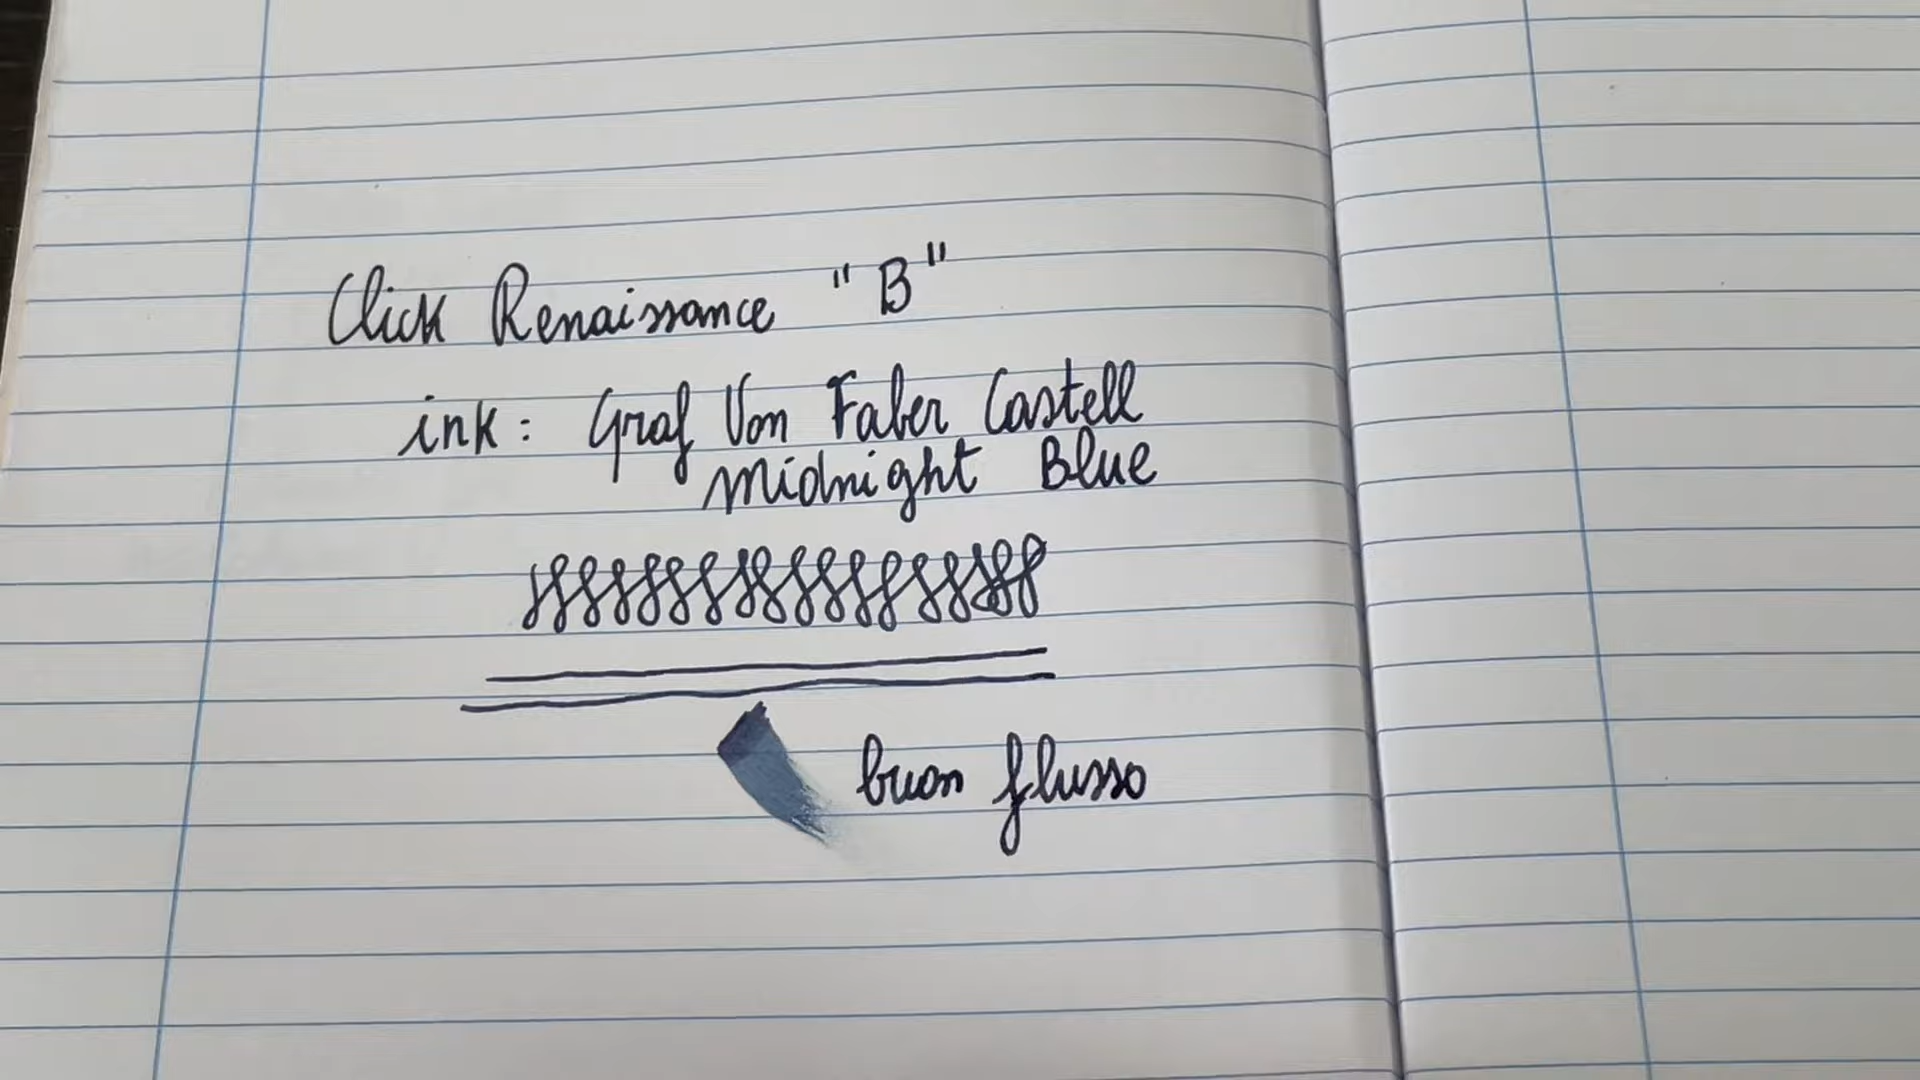 Click Renaissance "B"
ink: Graf Von Faber Castell
Midnight Blue
buon flusso